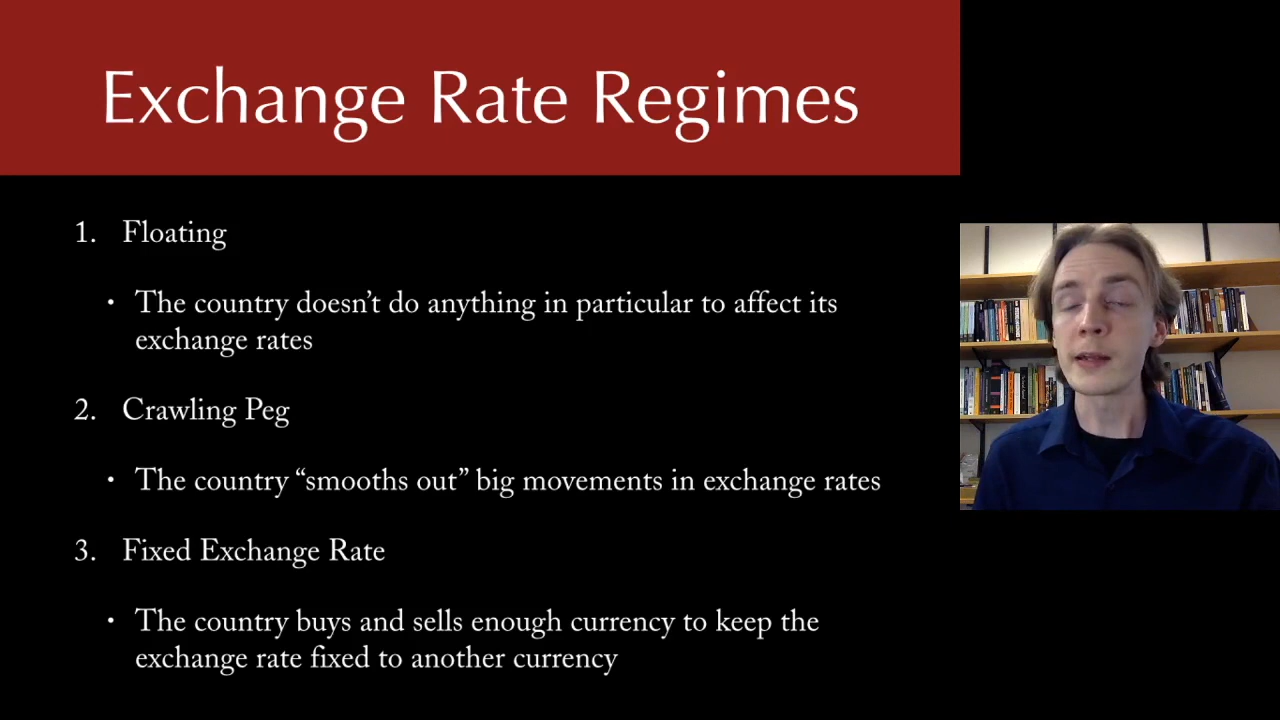 Exchange Rate Regimes
1. Floating
• The country doesn’t do anything in particular to affect its
exchange rates
2. Crawling Peg
• The country “smooths out” big movements in exchange rates
3. Fixed Exchange Rate
• The country buys and sells enough currency to keep the
exchange rate fixed to another currency